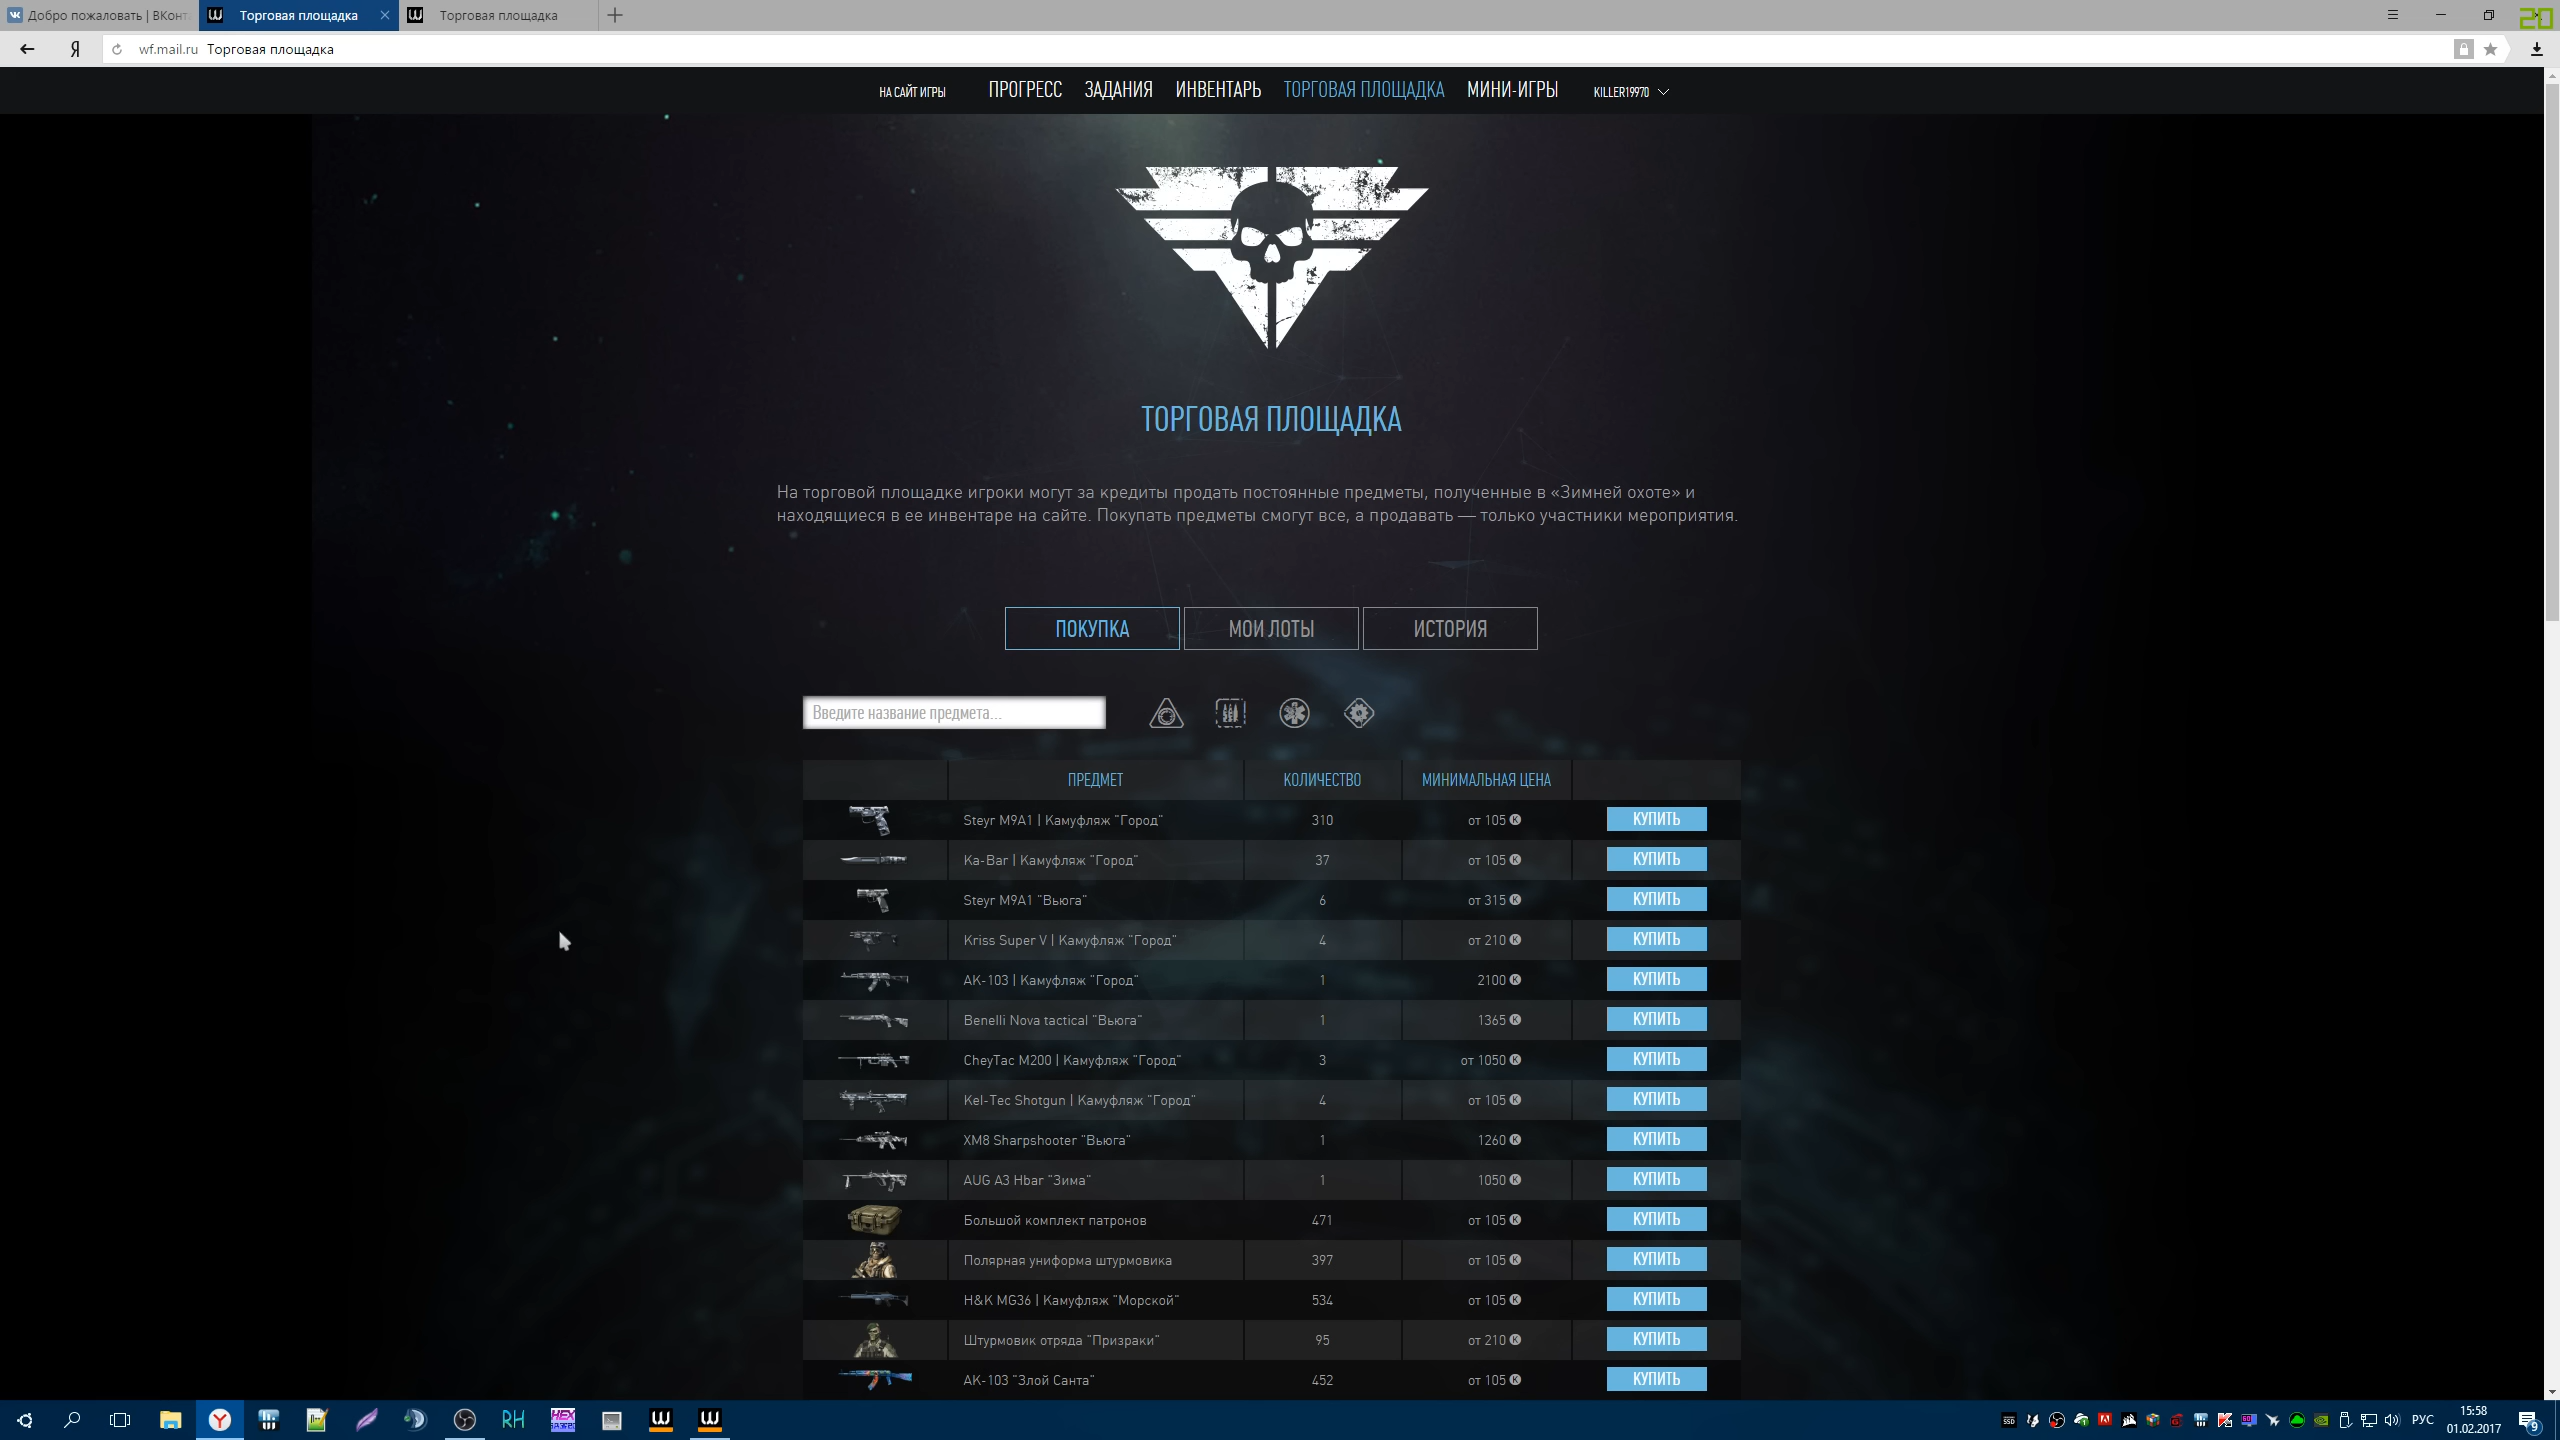 Добро пожаловать | ВКонт
Торговая площадка
Торговая площадка
20
Я
wf.mail.ru Торговая площадка
НА САЙТ ИГРЫ ПРОГРЕСС ЗАДАНИЯ ИНВЕНТАРЬ ТОРГОВАЯ ПЛОЩАДКА МИНИ-ИГРЫ KILLER19970
ТОРГОВАЯ ПЛОЩАДКА
На торговой площадке игроки могут за кредиты продать постоянные предметы, полученные в «Зимней охоте» и
находящиеся в ее инвентаре на сайте. Покупать предметы смогут все, а продавать — только участники мероприятия.
ПОКУПКА МОИ ЛОТЫ ИСТОРИЯ
Введите название предмета...
ПРЕДМЕТ КОЛИЧЕСТВО МИНИМАЛЬНАЯ ЦЕНА
Steyr M9A1 | Камуфляж "Город" 310 от 105 K КУПИТЬ
Ka-Bar | Камуфляж "Город" 37 от 105 K КУПИТЬ
Steyr M9A1 "Вьюга" 6 от 315 K КУПИТЬ
Kriss Super V | Камуфляж "Город" 4 от 210 K КУПИТЬ
AK-103 | Камуфляж "Город" 1 2100 K КУПИТЬ
Benelli Nova tactical "Вьюга" 1 1365 K КУПИТЬ
CheyTac M200 | Камуфляж "Город" 3 от 1050 K КУПИТЬ
Kel-Tec Shotgun | Камуфляж "Город" 4 от 105 K КУПИТЬ
XM8 Sharpshooter "Вьюга" 1 1260 K КУПИТЬ
AUG A3 Hbar "Зима" 1 1050 K КУПИТЬ
Большой комплект патронов 471 от 105 K КУПИТЬ
Полярная униформа штурмовика 397 от 105 K КУПИТЬ
H&K MG36 | Камуфляж "Морской" 534 от 105 K КУПИТЬ
Штурмовик отряда "Призраки" 95 от 210 K КУПИТЬ
AK-103 "Злой Санта" 452 от 105 K КУПИТЬ
RH
HEX
SSD
РУС
15:58
01.02.2017
9